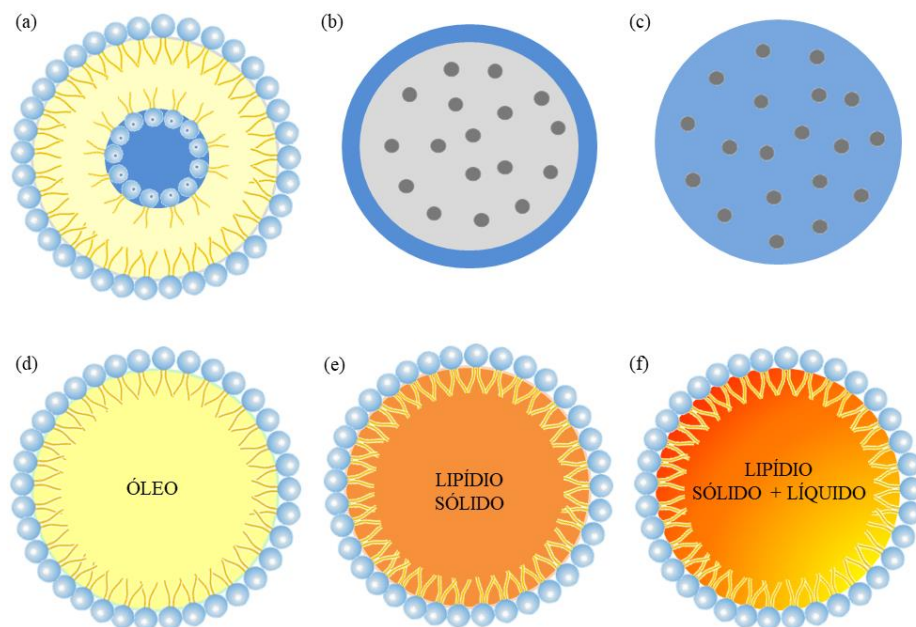 (a)
(b)
(c)
(d)
(e)
(f)
ÓLEO
LIPÍDIO
SÓLIDO
LIPÍDIO
SÓLIDO + LÍQUIDO